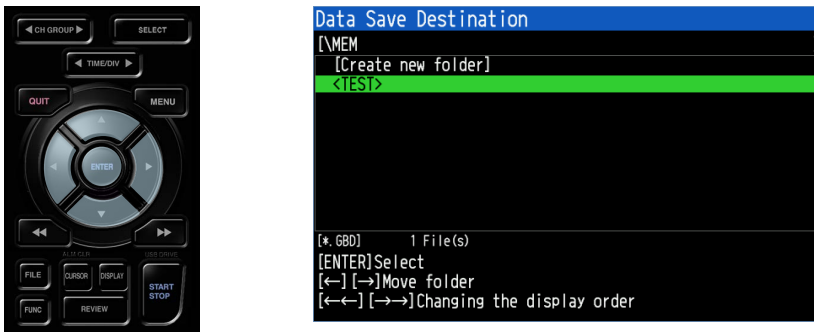 ◀ CH GROUP ▶
SELECT
◀ TIME/DIV ▶
QUIT
MENU
ENTER
ALM CLR
USB DRIVE
FILE
CURSOR
DISPLAY
START
STOP
FUNC
REVIEW
Data Save Destination
[\MEM
[Create new folder]
<TEST>
[*.GBD] 1 File(s)
[ENTER]Select
[←][→]Move folder
[←←][→→]Changing the display order